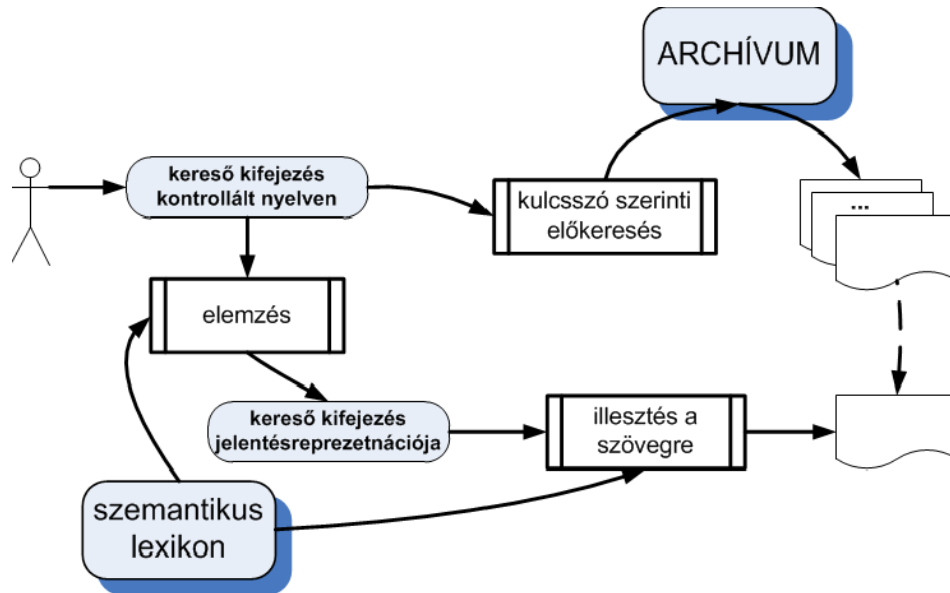 ARCHÍVUM
kereső kifejezés
kontrollált nyelven
kulcsszó szerinti
előkeresés
...
elemzés
kereső kifejezés
jelentésreprezetnációja
illesztés a
szövegre
szemantikus
lexikon